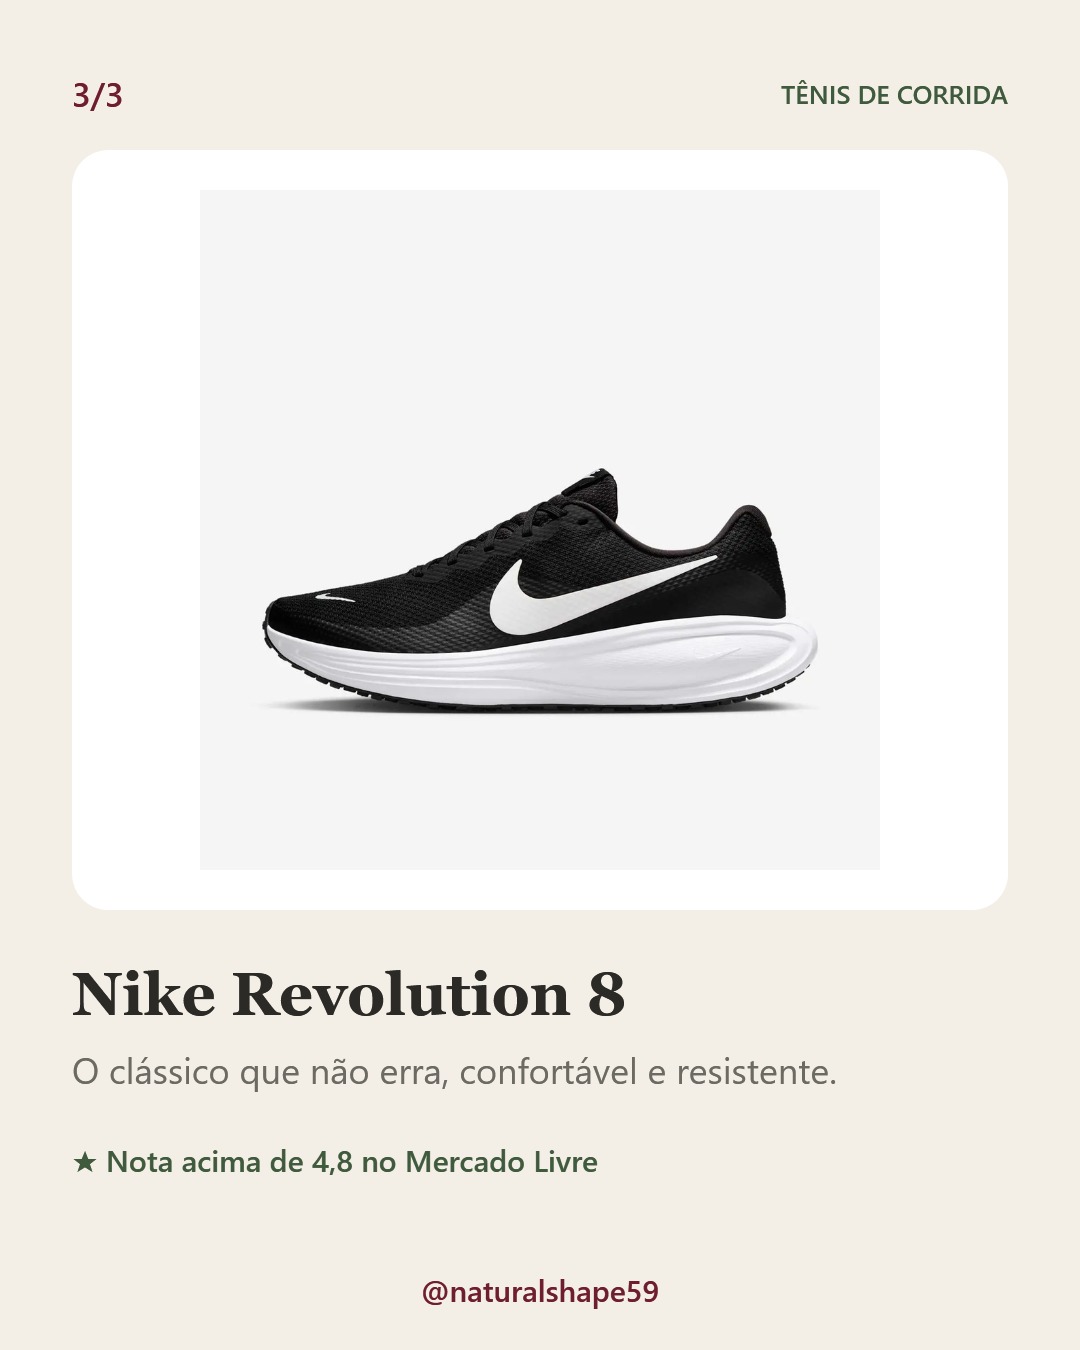 3/3
TÊNIS DE CORRIDA
Nike Revolution 8
O clássico que não erra, confortável e resistente.
★ Nota acima de 4,8 no Mercado Livre
@naturalshape59